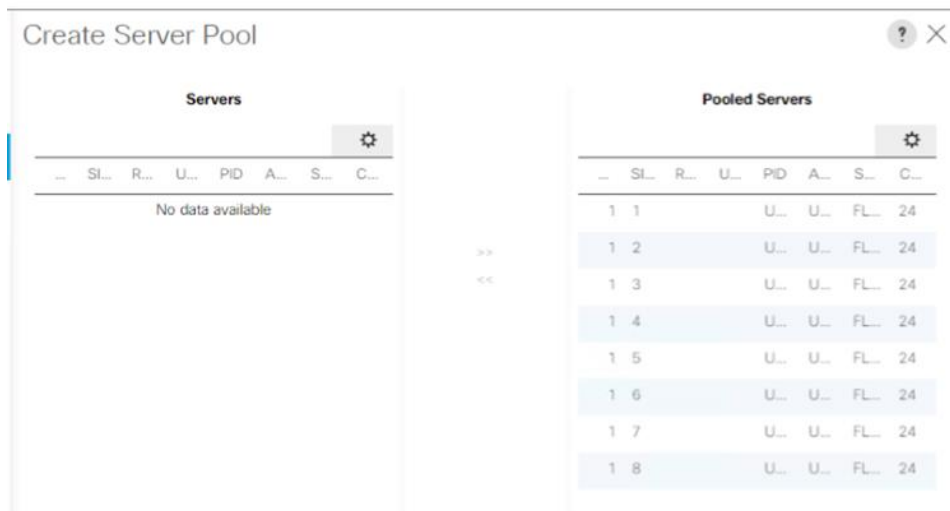 Create Server Pool ?
Servers
... SI... R... U... PID A... S... C...
No data available
>>
<<
Pooled Servers
... SI... R... U... PID A... S... C...
1 1 U... U... FL... 24
1 2 U... U... FL... 24
1 3 U... U... FL... 24
1 4 U... U... FL... 24
1 5 U... U... FL... 24
1 6 U... U... FL... 24
1 7 U... U... FL... 24
1 8 U... U... FL... 24